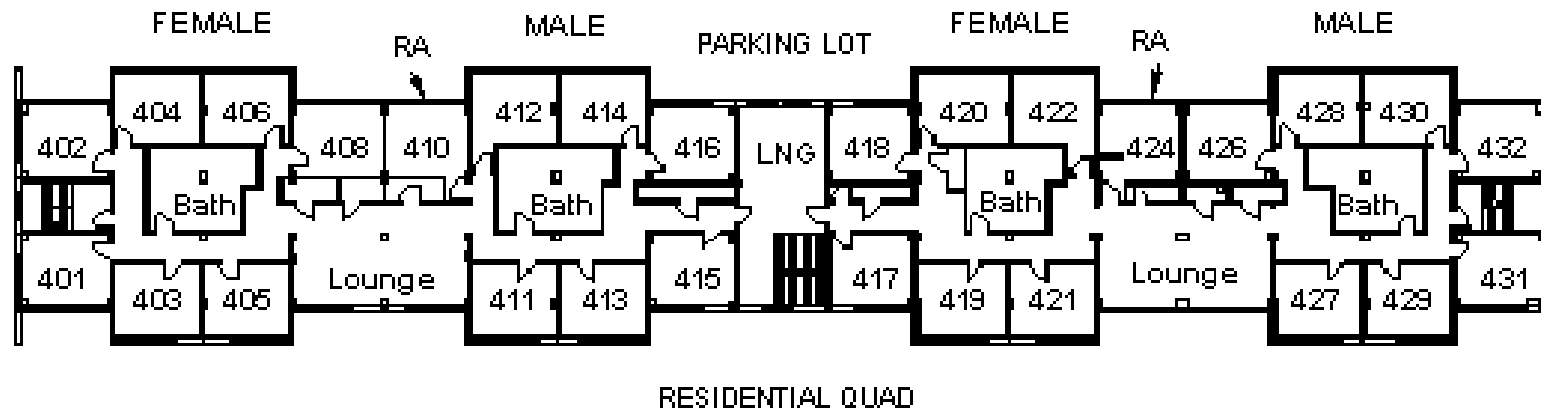 FEMALE MALE FEMALE MALE
RA PARKING LOT RA
404 406 412 414 420 422 428 430
402 408 410 416 LNG 418 424 426 432
Bath Bath Bath Bath
401 Lounge 415 417 Lounge 431
403 405 411 413 419 421 427 429
RESIDENTIAL QUAD